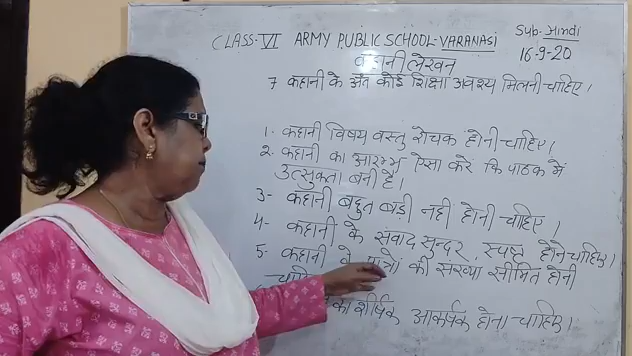 CLASS-VI ARMY PUBLIC SCHOOL-VARANASI
Sub- हिन्दी
16-9-20
कहानी लेखन
7 कहानी के अंत कोई शिक्षा अवश्य मिलनी चाहिए।
1. कहानी विषय वस्तु रोचक होनी चाहिए।
2. कहानी का आरम्भ ऐसा करें कि पाठक में
उत्सुकता बनी रहे।
3- कहानी बहुत बड़ी नही होनी चाहिए।
4- कहानी के संवाद सुन्दर, स्पष्ट होने चाहिए।
5- कहानी के पात्रों की संख्या सीमित होनी
का शीर्षक आकर्षक होना चाहिए।